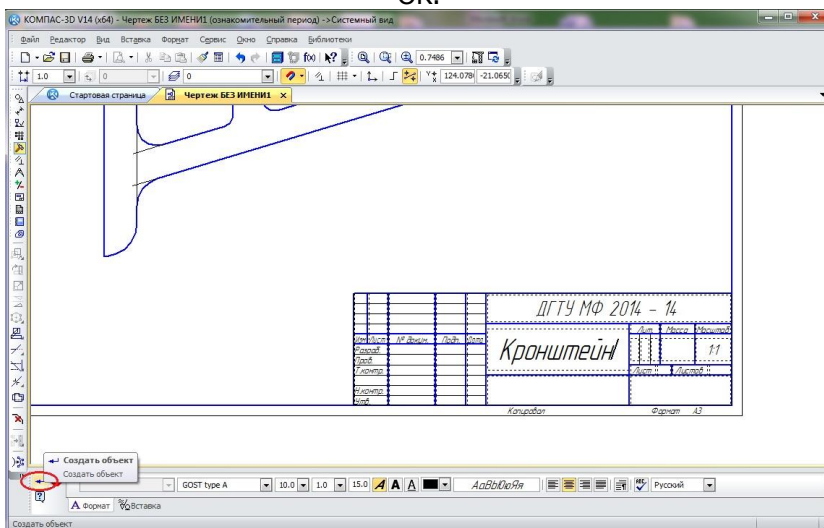 ОК.
КОМПАС-3D V14 (x64) - Чертеж БЕЗ ИМЕНИ1 (ознакомительный период) ->Системный вид
Файл Редактор Вид Вставка Формат Сервис Окно Справка Библиотеки
0.7486
1.0 0 0 124.078 -21.065
Стартовая страница Чертеж БЕЗ ИМЕНИ1
ДГТУ МФ 2014 - 14
Изм. Лист № докум. Подп. Дата
Лит. Масса Масштаб
Разраб.
Кронштейн
1:1
Пров.
Т.контр.
Лист Листов
Н.контр.
Утв.
Копировал Формат А3
Создать объект
Создать объект
GOST type A 10.0 1.0 15.0 А А А АаВbЮюЯя Русский
А Формат Вставка
Создать объект